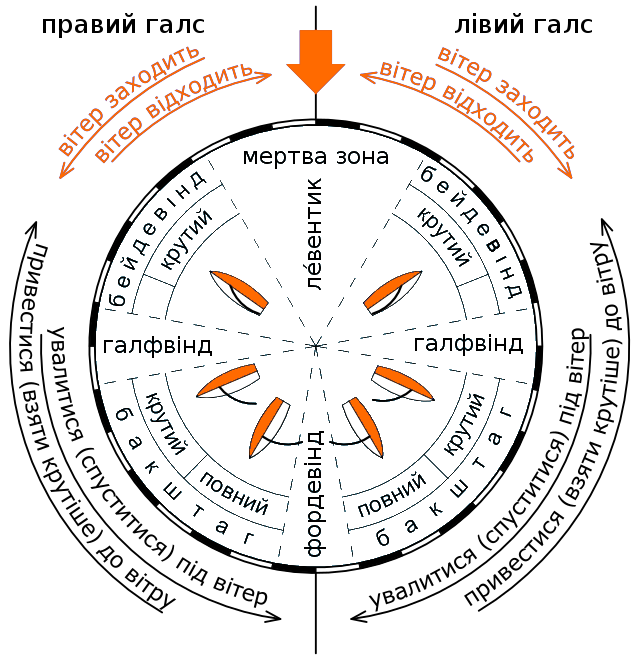 правий галс
лівий галс
вітер заходить
вітер відходить
вітер заходить
вітер відходить
мертва зона
ле́вентик
бейдевінд
крутий
бейдевінд
крутий
галфвінд
галфвінд
крутий
повний
бакштаг
фордевінд
крутий
повний
бакштаг
привестися (взяти крутіше) до вітру
увалитися (спуститися) під вітер
увалитися (спуститися) під вітер
привестися (взяти крутіше) до вітру